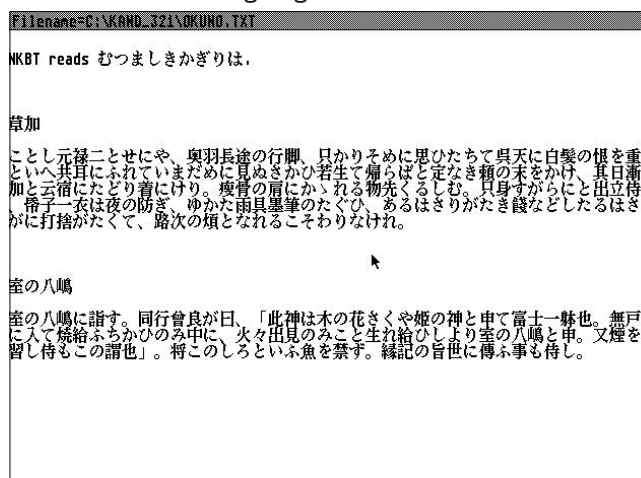 Filename=C:\KAND_321\OKUNO.TXT
NKBT reads むつましきかぎりは.
草加
ことし元禄二とせにや、奥羽長途の行脚、只かりそめに思ひたちて呉天に白髪の恨を重
といへ共耳にふれていまだめに見ぬさかひ若生て帰らばと定なき頼の末をかけ、其日漸
加と云宿にたどり着にけり。痩骨の肩にかゝれる物先くるしむ。只身すがらにと出立侍
、帋子一衣は夜の防ぎ、ゆかた雨具墨筆のたぐひ、あるはさりがたき餞などしたるはさ
がに打捨がたくて、路次の煩となれるこそわりなけれ。
室の八嶋
室の八嶋に詣す。同行曾良が曰、「此神は木の花さくや姫の神と申て富士一躰也。無戸
に入て焼給ふちかひのみ中に、火々出見のみこと生れ給ひしより室の八嶋と申。又煙を
習し侍もこの謂也」。将このしろといふ魚を禁ず。縁記の旨世に傳ふ事も侍し。